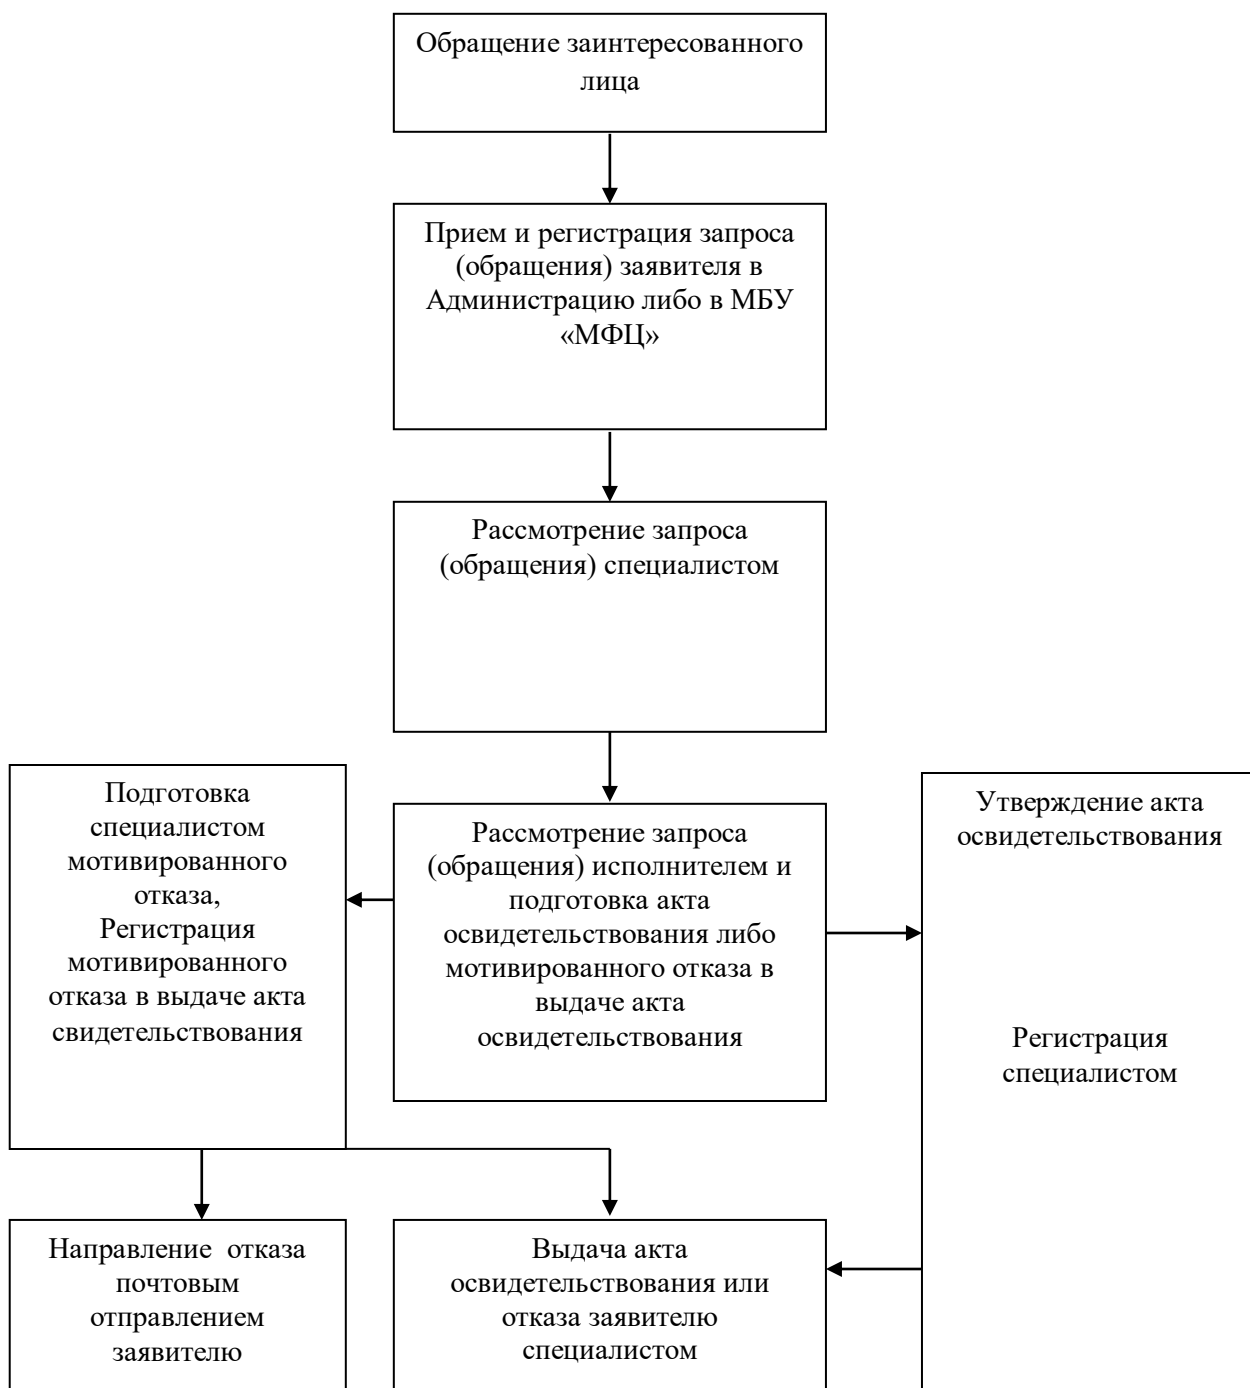 Обращение заинтересованного
лица
Прием и регистрация запроса
(обращения) заявителя в
Администрацию либо в МБУ
«МФЦ»
Рассмотрение запроса
(обращения) специалистом
Подготовка
специалистом
мотивированного
отказа,
Регистрация
мотивированного
отказа в выдаче акта
свидетельствования
Рассмотрение запроса
(обращения) исполнителем и
подготовка акта
освидетельствования либо
мотивированного отказа в
выдаче акта
освидетельствования
Утверждение акта
освидетельствования
Регистрация
специалистом
Направление отказа
почтовым
отправлением
заявителю
Выдача акта
освидетельствования или
отказа заявителю
специалистом